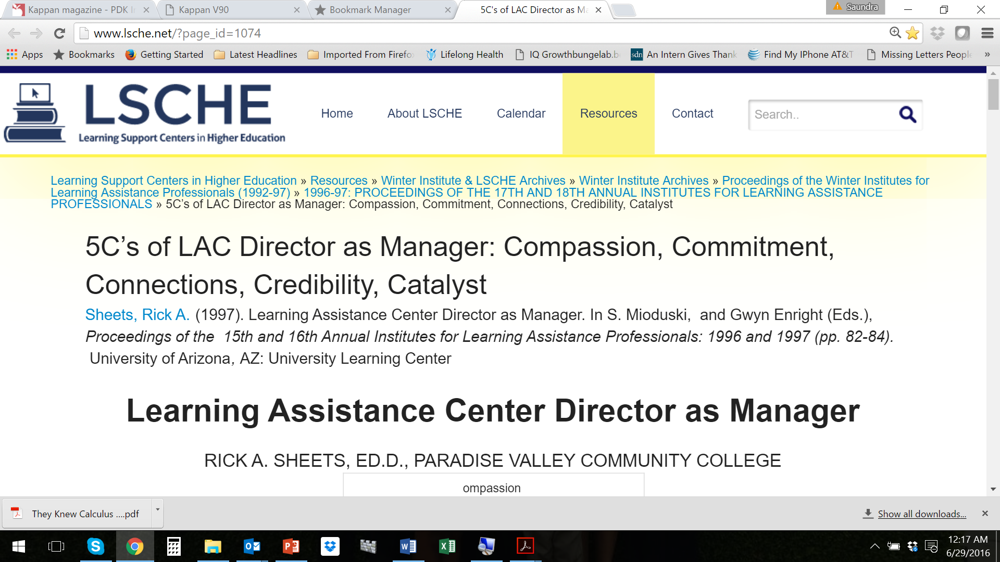 Kappan magazine - PDK
Kappan V90
Bookmark Manager
5C's of LAC Director as
Saundra
www.lsche.net/?page_id=1074
Apps
Bookmarks
Getting Started
Latest Headlines
Imported From Firefo
Lifelong Health
IQ Growthbungelab.b
sdn An Intern Gives Thank
Find My IPhone AT&T
Missing Letters People
»
LSCHE
Learning Support Centers in Higher Education
Home
About LSCHE
Calendar
Resources
Contact
Search..
Learning Support Centers in Higher Education » Resources » Winter Institute & LSCHE Archives » Winter Institute Archives » Proceedings of the Winter Institutes for
Learning Assistance Professionals (1992-97) » 1996-97: PROCEEDINGS OF THE 17TH AND 18TH ANNUAL INSTITUTES FOR LEARNING ASSISTANCE
PROFESSIONALS » 5C’s of LAC Director as Manager: Compassion, Commitment, Connections, Credibility, Catalyst
5C’s of LAC Director as Manager: Compassion, Commitment,
Connections, Credibility, Catalyst
Sheets, Rick A. (1997). Learning Assistance Center Director as Manager. In S. Mioduski,  and Gwyn Enright (Eds.),
Proceedings of the  15th and 16th Annual Institutes for Learning Assistance Professionals: 1996 and 1997 (pp. 82-84).
University of Arizona, AZ: University Learning Center
Learning Assistance Center Director as Manager
RICK A. SHEETS, ED.D., PARADISE VALLEY COMMUNITY COLLEGE
ompassion
They Knew Calculus ....pdf
Show all downloads...
12:17 AM
6/29/2016